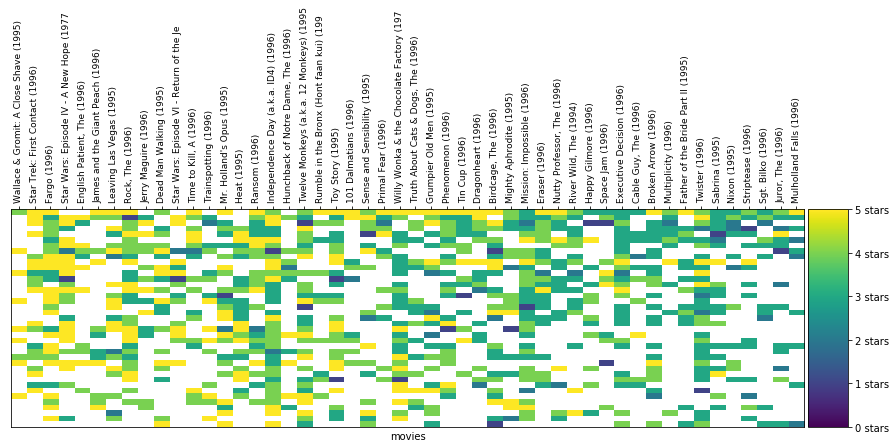 Wallace & Gromit: A Close Shave (1995)
Star Trek: First Contact (1996)
Fargo (1996)
Star Wars: Episode IV - A New Hope (1977
English Patient, The (1996)
James and the Giant Peach (1996)
Leaving Las Vegas (1995)
Rock, The (1996)
Jerry Maguire (1996)
Dead Man Walking (1995)
Star Wars: Episode VI - Return of the Je
Time to Kill, A (1996)
Trainspotting (1996)
Mr. Holland's Opus (1995)
Heat (1995)
Ransom (1996)
Independence Day (a.k.a. ID4) (1996)
Hunchback of Notre Dame, The (1996)
Twelve Monkeys (a.k.a. 12 Monkeys) (1995
Rumble in the Bronx (Hont faan kui) (199
Toy Story (1995)
101 Dalmatians (1996)
Sense and Sensibility (1995)
Primal Fear (1996)
Willy Wonka & the Chocolate Factory (197
Truth About Cats & Dogs, The (1996)
Grumpier Old Men (1995)
Phenomenon (1996)
Tin Cup (1996)
Dragonheart (1996)
Birdcage, The (1996)
Mighty Aphrodite (1995)
Mission: Impossible (1996)
Eraser (1996)
Nutty Professor, The (1996)
River Wild, The (1994)
Happy Gilmore (1996)
Space Jam (1996)
Executive Decision (1996)
Cable Guy, The (1996)
Broken Arrow (1996)
Multiplicity (1996)
Father of the Bride Part II (1995)
Twister (1996)
Sabrina (1995)
Nixon (1995)
Striptease (1996)
Sgt. Bilko (1996)
Juror, The (1996)
Mulholland Falls (1996)
5 stars
4 stars
3 stars
2 stars
1 stars
0 stars
movies